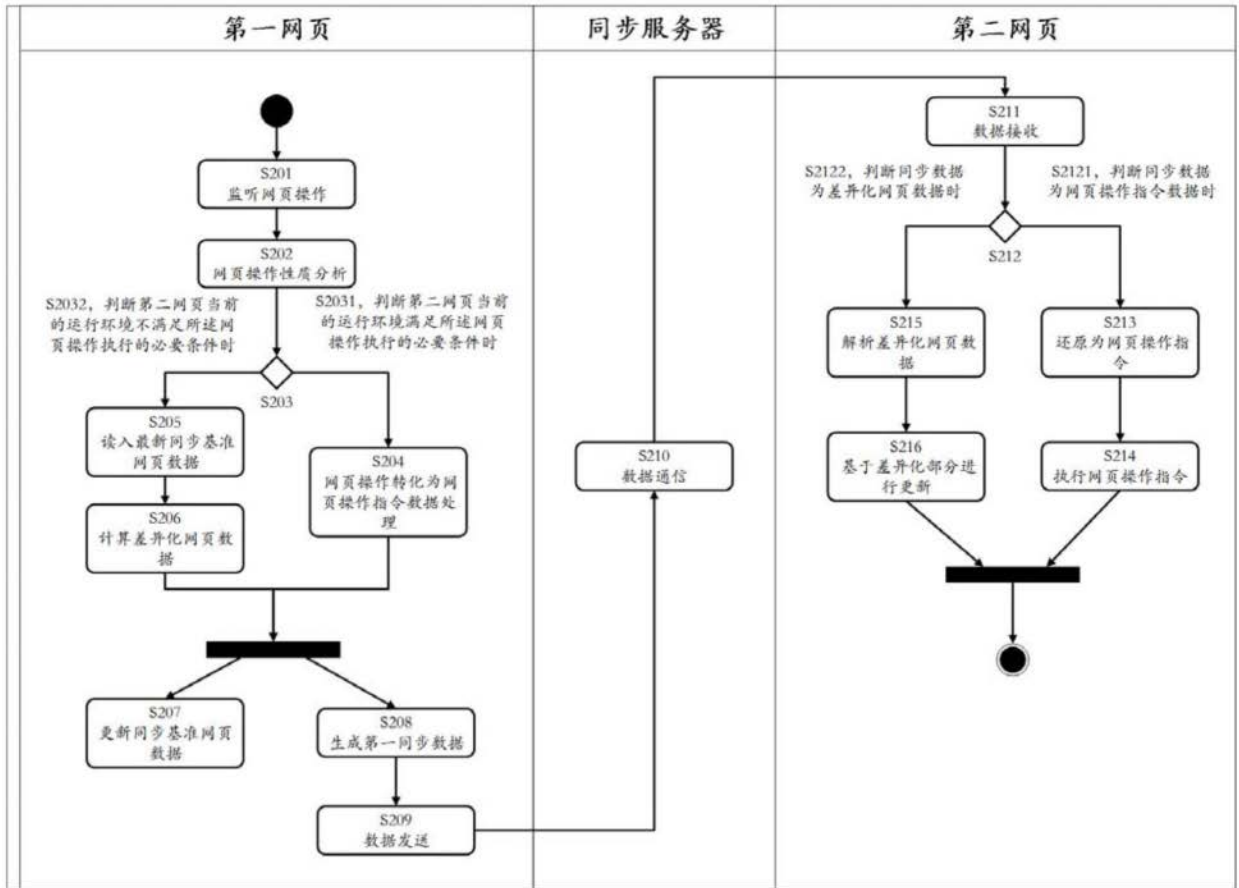 第一网页
同步服务器
第二网页
S201
监听网页操作
S202
网页操作性质分析
S2032，判断第二网页当前
的运行环境不满足所述网
页操作执行的必要条件时
S2031，判断第二网页当前
的运行环境满足所述网页
操作执行的必要条件时
S203
S205
读入最新同步基准
网页数据
S204
网页操作转化为网
页操作指令数据处
理
S206
计算差异化网页数
据
S207
更新同步基准网页
数据
S208
生成第一同步数据
S209
数据发送
S210
数据通信
S211
数据接收
S2122，判断同步数据
为差异化网页数据时
S2121，判断同步数据
为网页操作指令数据时
S212
S215
解析差异化网页数
据
S213
还原为网页操作指
令
S216
基于差异化部分进
行更新
S214
执行网页操作指令